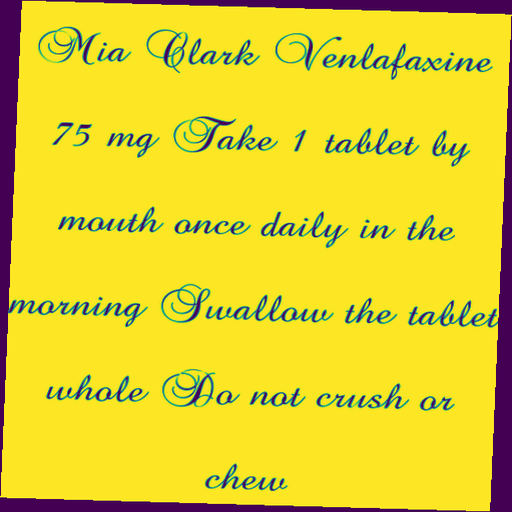 Mia Clark Venlafaxine
75 mg Take 1 tablet by
mouth once daily in the
morning Swallow the tablet
whole Do not crush or
chew